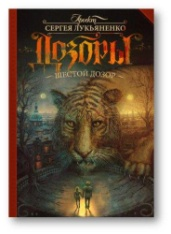 Проект
СЕРГЕЯ ЛУКЬЯНЕНКО
ДОЗОРЫ
ШЕСТОЙ ДОЗОР